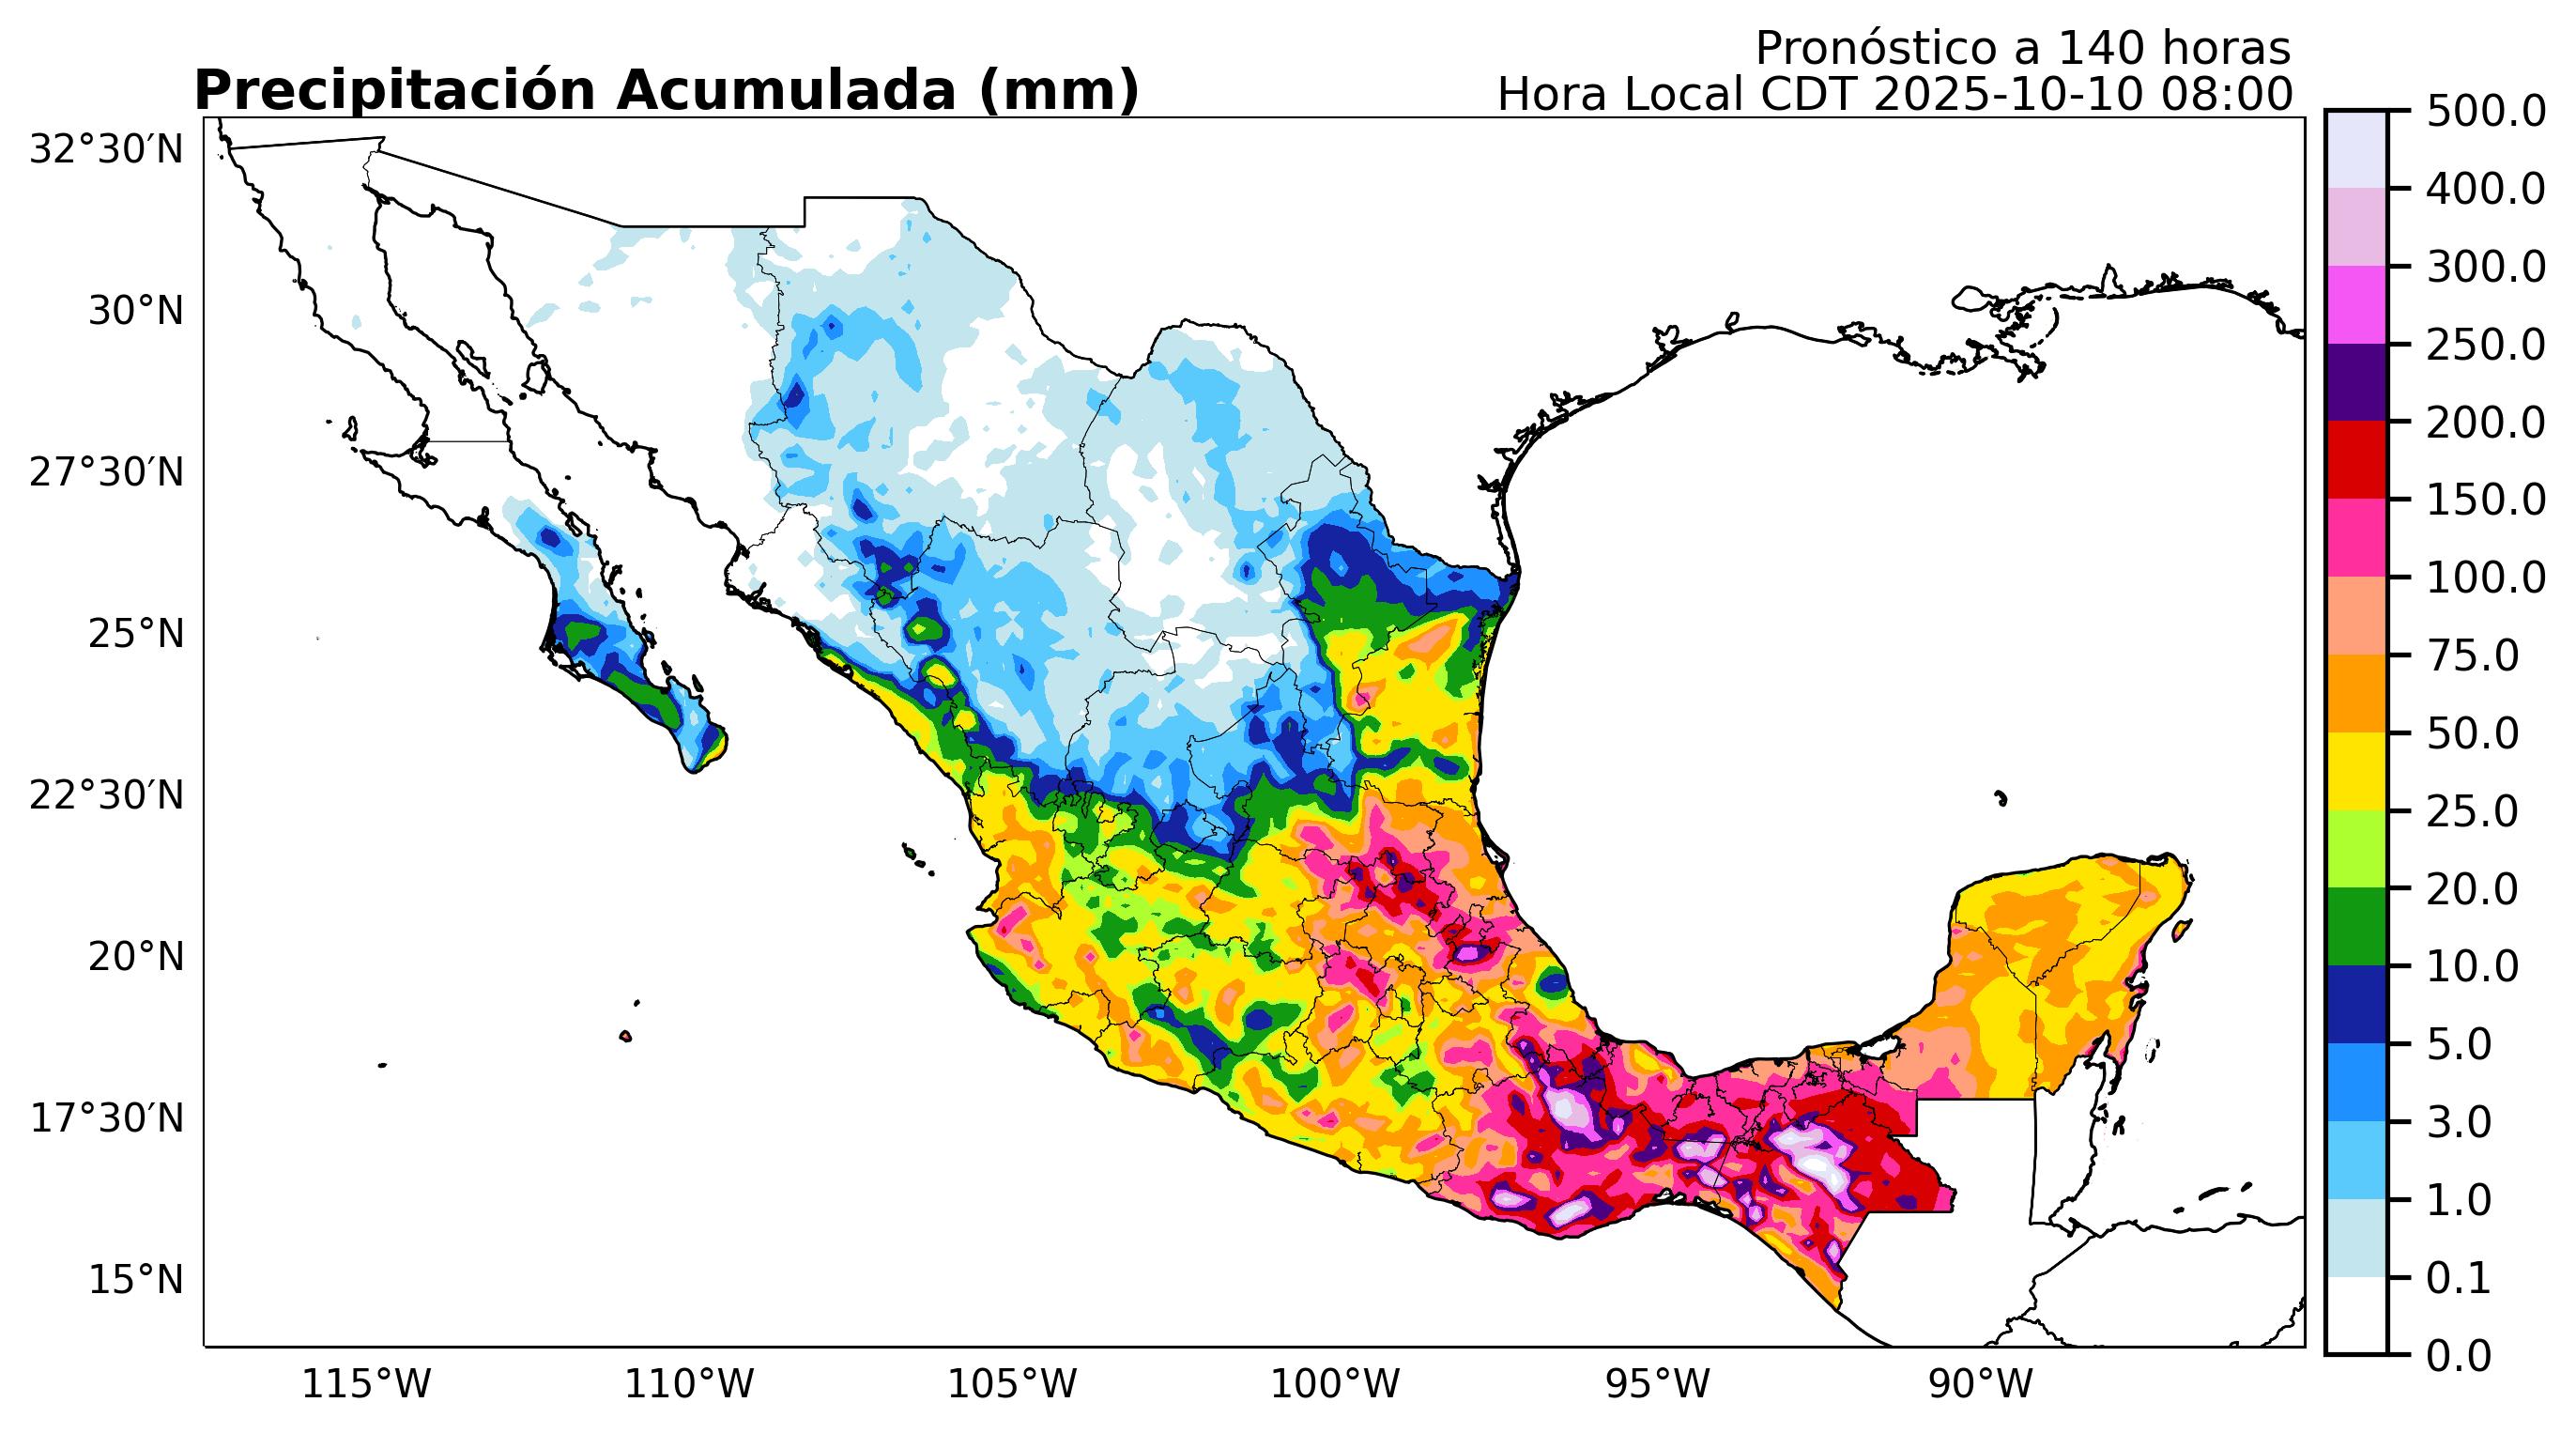 Pronóstico a 140 horas
Precipitación Acumulada (mm)
Hora Local CDT 2025-10-10 08:00
32°30′N
30°N
27°30′N
25°N
22°30′N
20°N
17°30′N
15°N
115°W
110°W
105°W
100°W
95°W
90°W
500.0
400.0
300.0
250.0
200.0
150.0
100.0
75.0
50.0
25.0
20.0
10.0
5.0
3.0
1.0
0.1
0.0